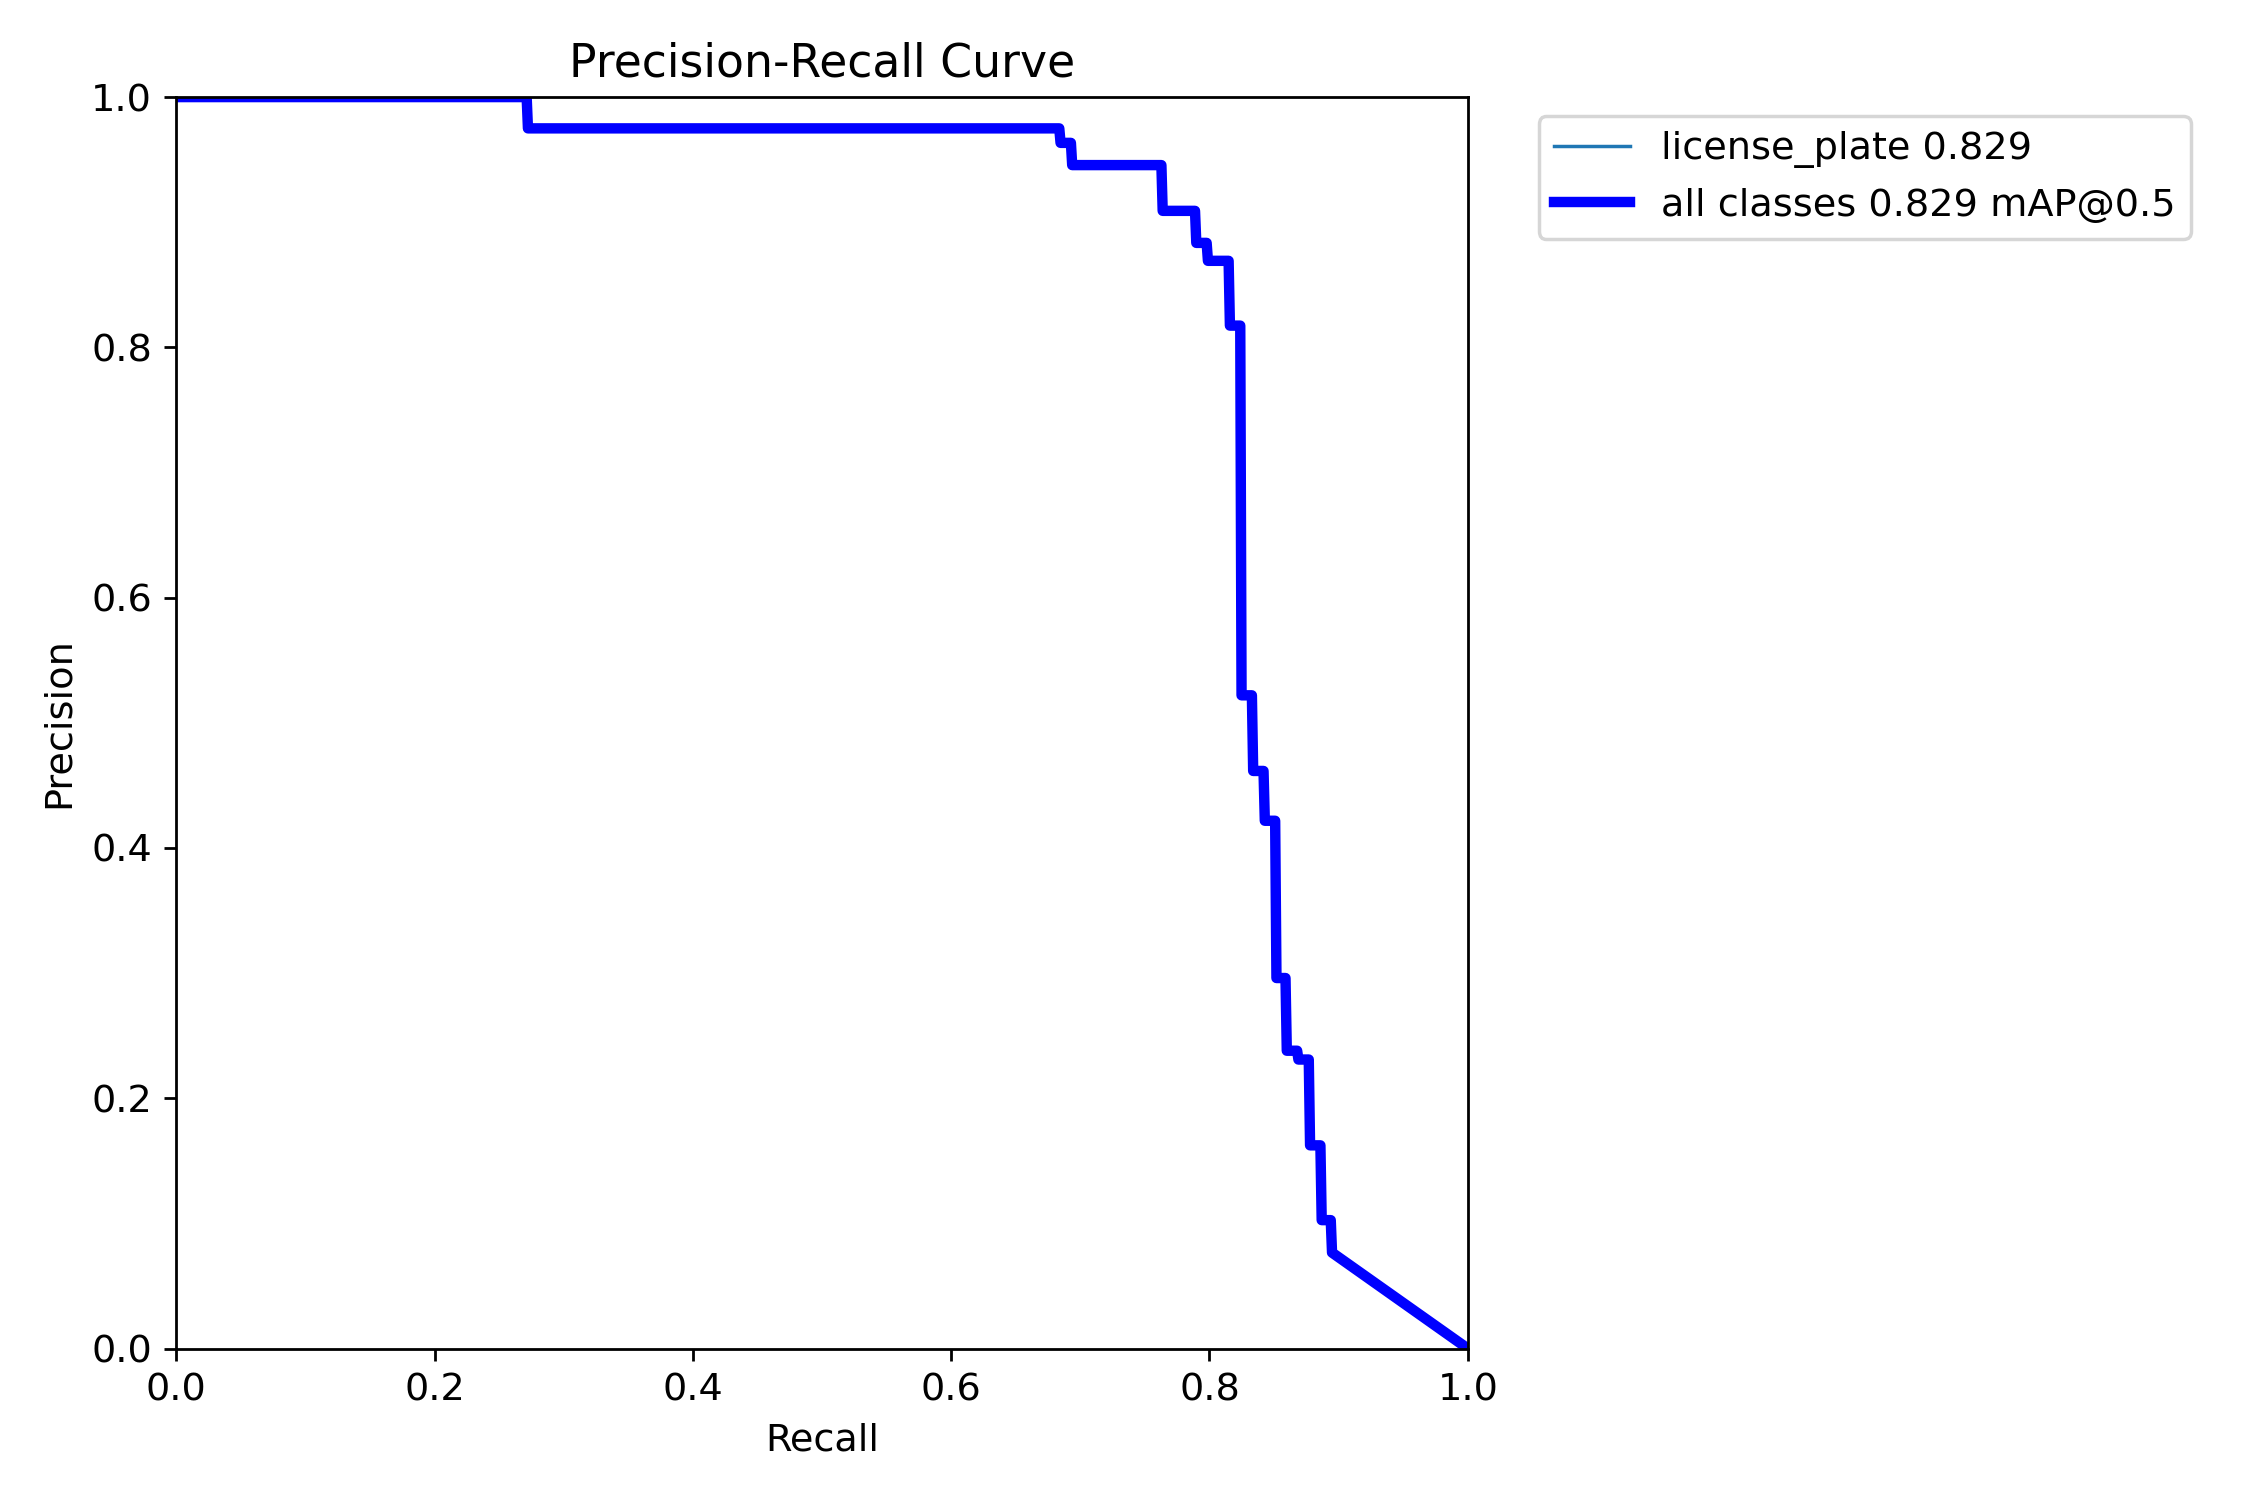 Precision-Recall Curve
license_plate 0.829
all classes 0.829 mAP@0.5
1.0
0.8
0.6
0.4
0.2
0.0
Precision
0.0 0.2 0.4 0.6 0.8 1.0
Recall